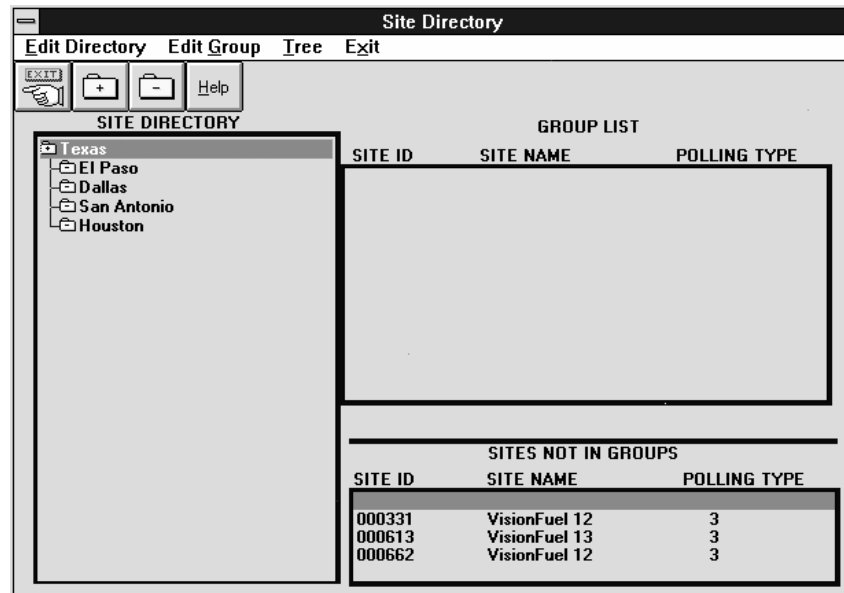 Site Directory
Edit Directory Edit Group Tree Exit
EXIT + - Help
SITE DIRECTORY
Texas
El Paso
Dallas
San Antonio
Houston
GROUP LIST
SITE ID SITE NAME POLLING TYPE
SITES NOT IN GROUPS
SITE ID SITE NAME POLLING TYPE
000331 VisionFuel 12 3
000613 VisionFuel 13 3
000662 VisionFuel 12 3